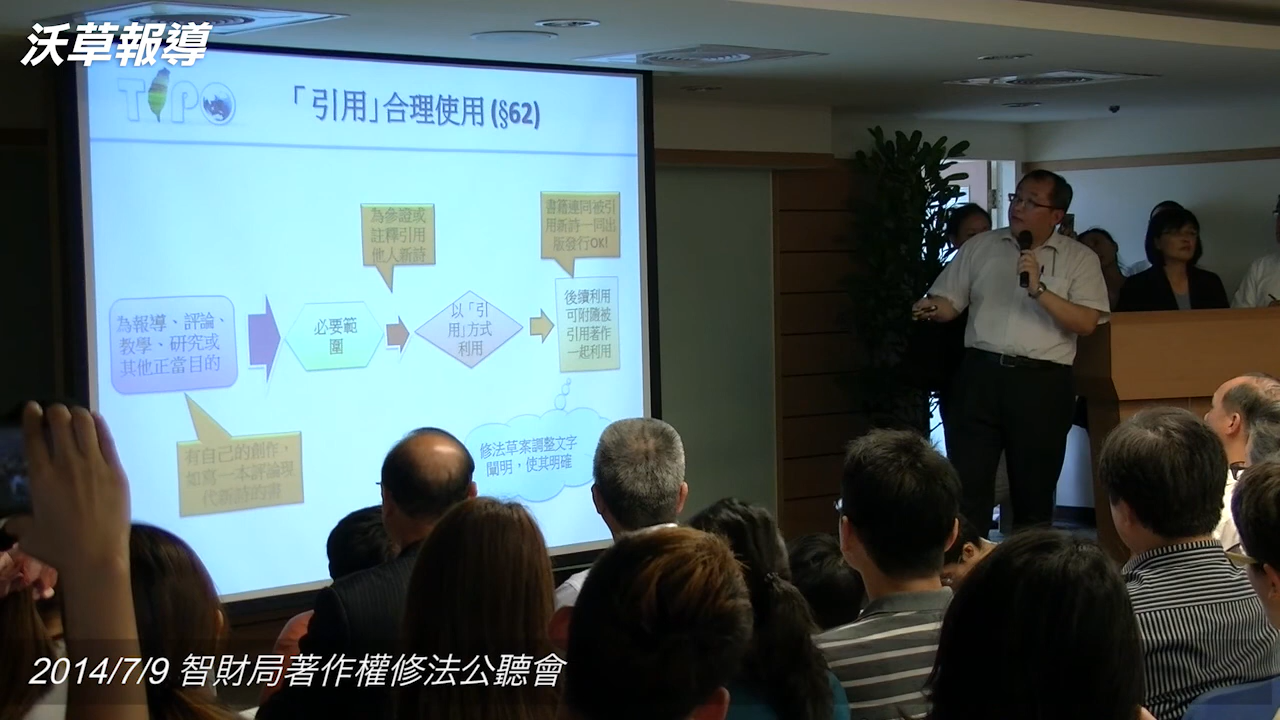 沃草報導
TIPO
「引用」合理使用 (§62)
為參證或
註釋引用
他人新詩
書籍連同被引
用新詩一同出
版發行OK!
為報導、評論、
教學、研究或
其他正當目的
必要範
圍
以「引
用」方式
利用
後續利用
可附隨被
引用著作
一起利用
有自己的創作，
如寫一本評論現
代新詩的書
修法草案調整文字
闡明，使其明確
2014/7/9 智財局著作權修法公聽會